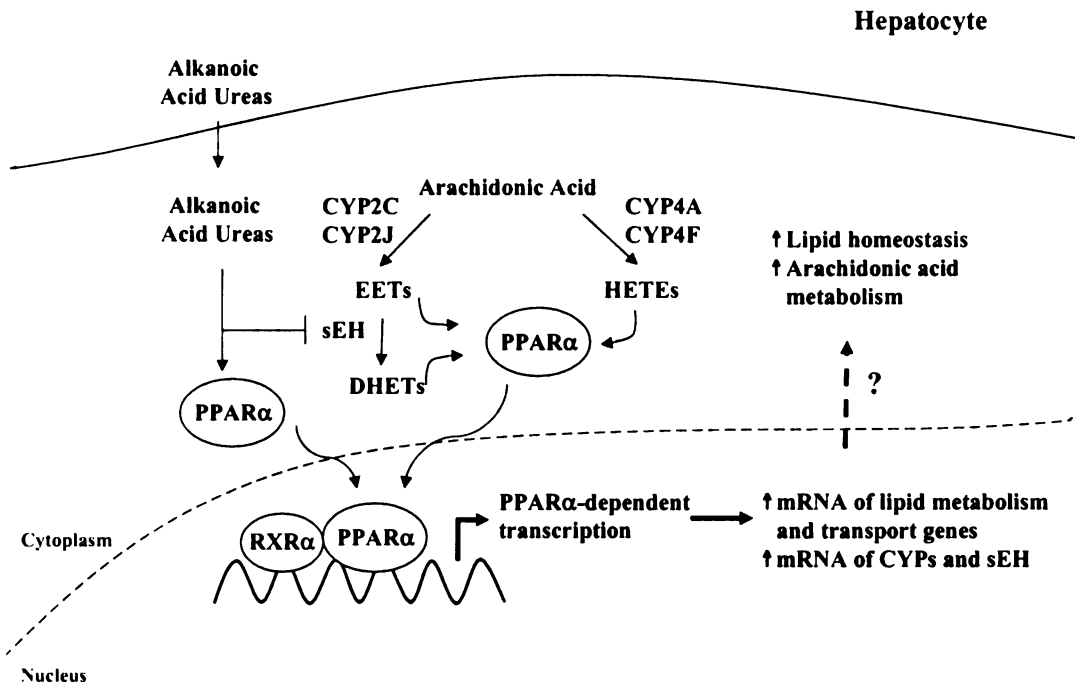 Hepatocyte
Alkanoic
Acid Ureas
Alkanoic
Acid Ureas
CYP2C
CYP2J
Arachidonic Acid
CYP4A
CYP4F
EETs
HETEs
sEH
DHETs
PPARα
PPARα
↑ Lipid homeostasis
↑ Arachidonic acid
metabolism
?
RXRα
PPARα
PPARα-dependent
transcription
↑ mRNA of lipid metabolism
and transport genes
↑ mRNA of CYPs and sEH
Cytoplasm
Nucleus